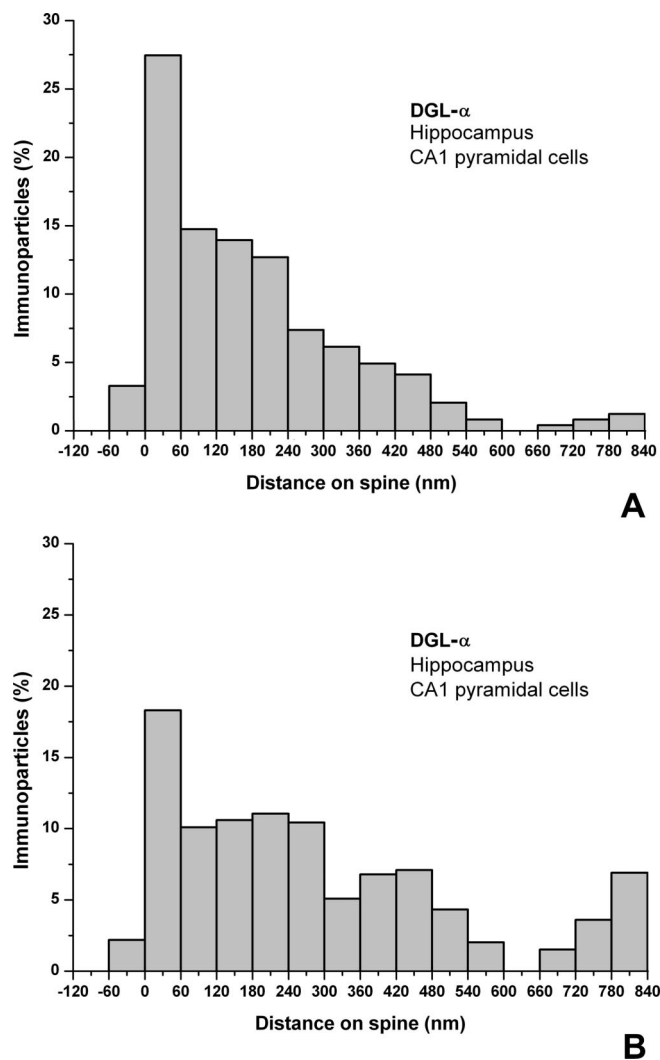 30
25
20
15
10
5
0
Immunoparticles (%)
DGL-α
Hippocampus
CA1 pyramidal cells
-120 -60 0 60 120 180 240 300 360 420 480 540 600 660 720 780 840
Distance on spine (nm)
A
30
25
20
15
10
5
0
Immunoparticles (%)
DGL-α
Hippocampus
CA1 pyramidal cells
-120 -60 0 60 120 180 240 300 360 420 480 540 600 660 720 780 840
Distance on spine (nm)
B